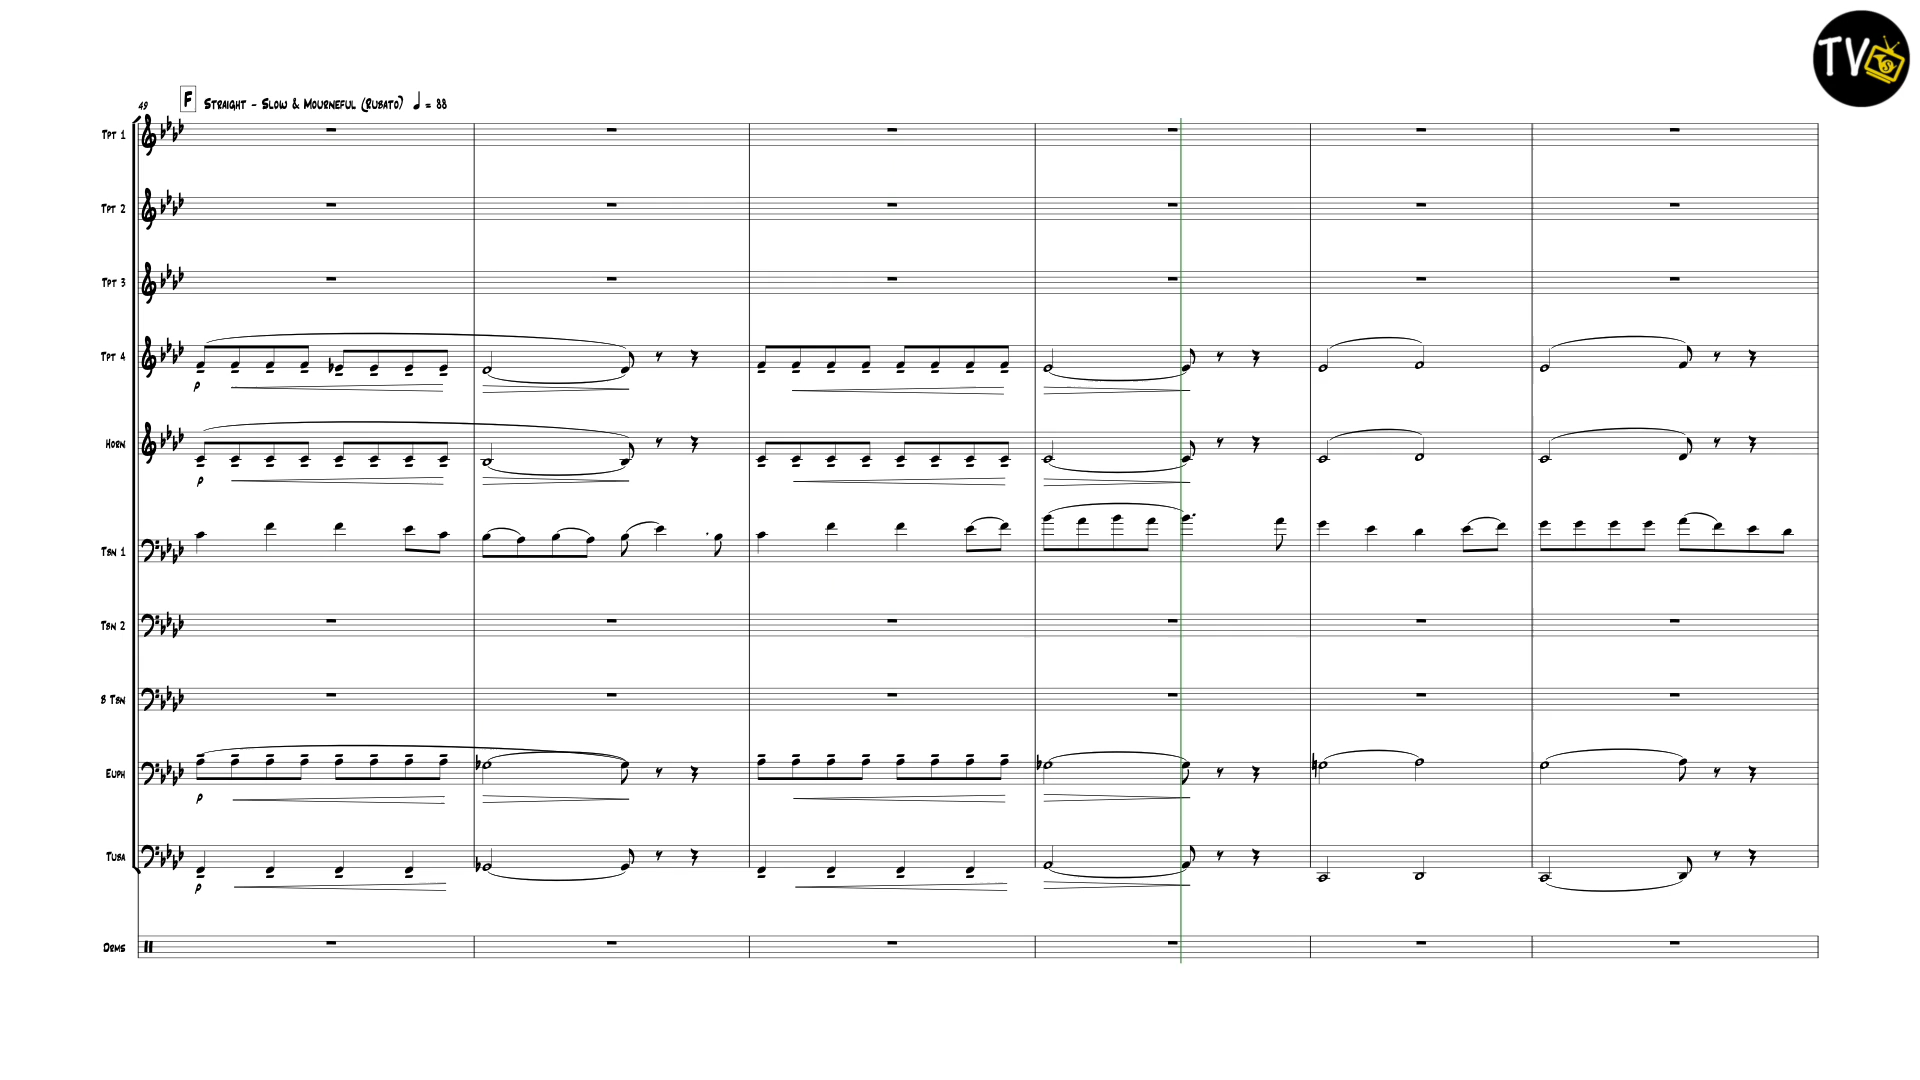 TV S
49 F STRAIGHT - SLOW & MOURNEFUL (RUBATO) ♩ = 88
TPT 1
TPT 2
TPT 3
TPT 4
p
HORN
p
TBN 1
TBN 2
B TBN
EUPH
p
TUBA
p
DRMS